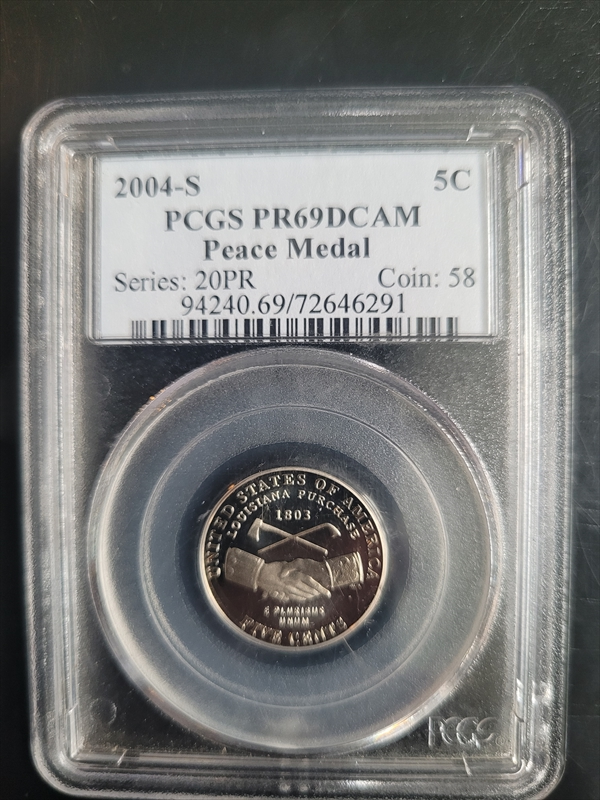 2004-S 5C
PCGS PR69DCAM
Peace Medal
Series: 20PR Coin: 58
94240.69/72646291
UNITED STATES OF AMERICA
LOUISIANA PURCHASE
1803
E PLURIBUS
UNUM
FIVE CENTS
PCGS